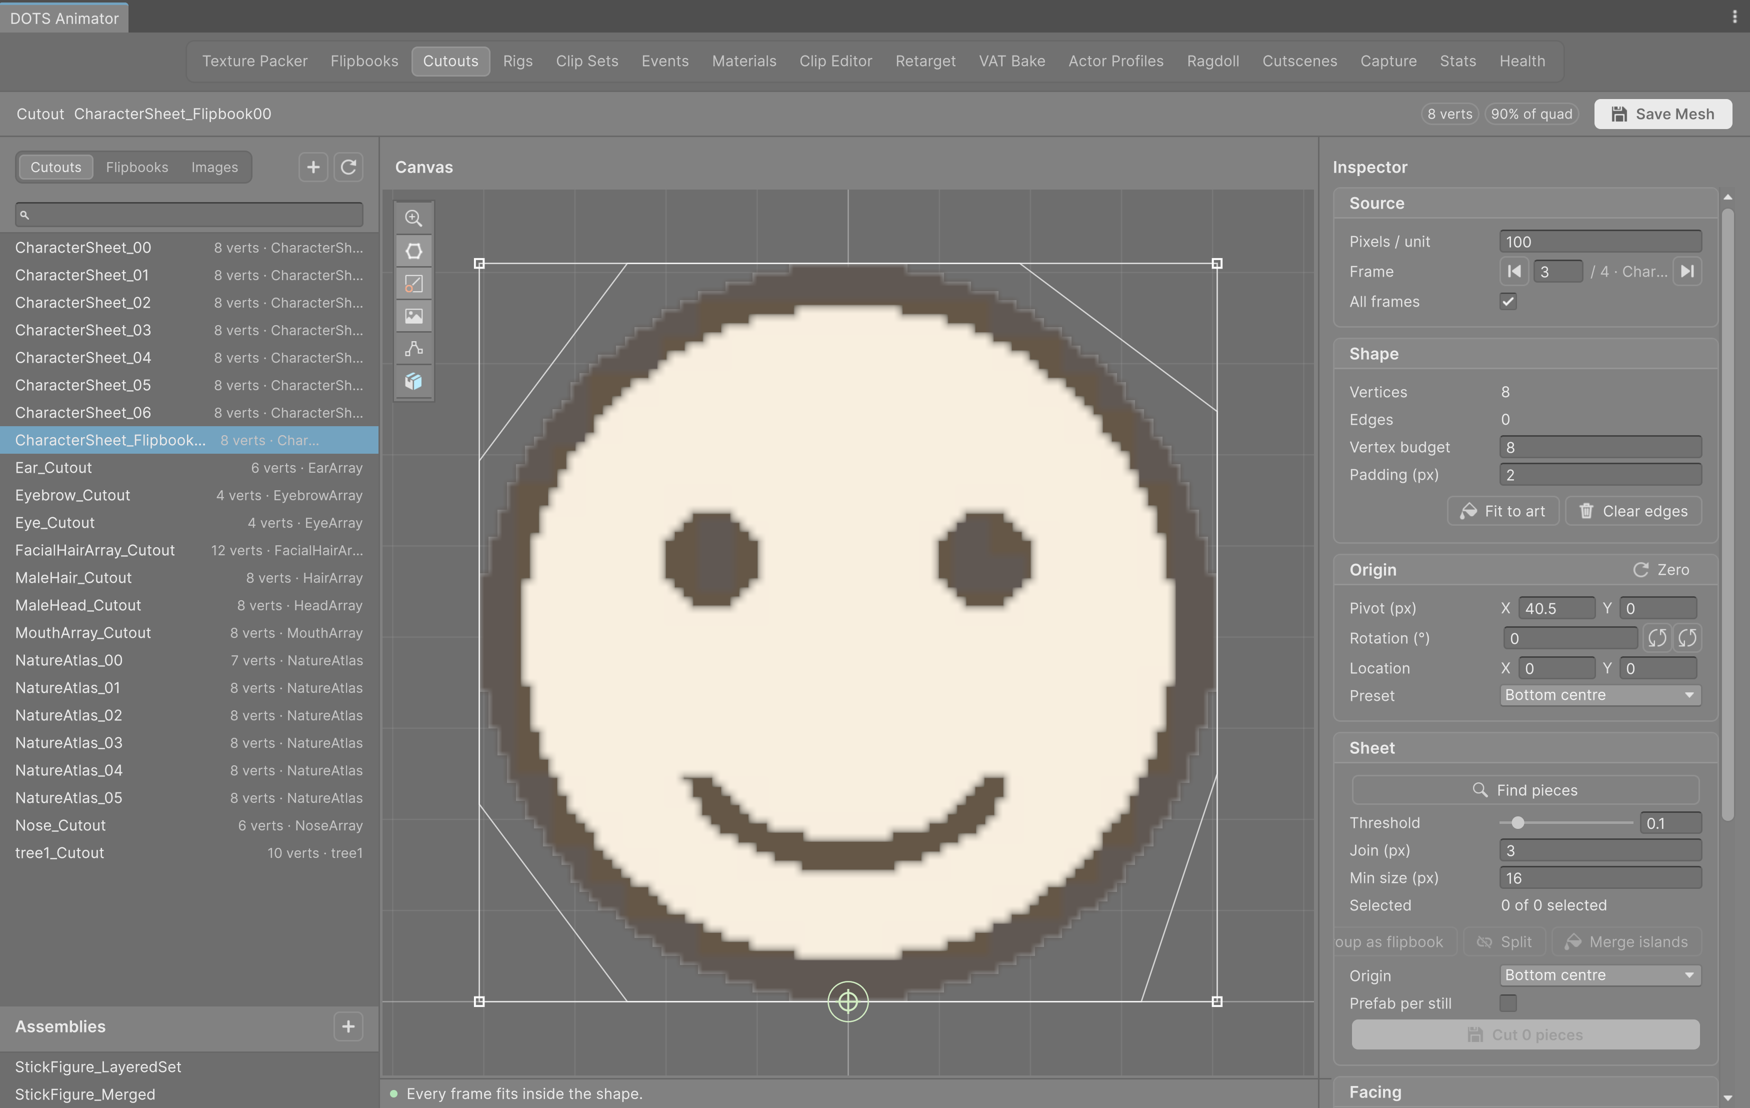 DOTS Animator
Texture Packer Flipbooks Cutouts Rigs Clip Sets Events Materials Clip Editor Retarget VAT Bake Actor Profiles Ragdoll Cutscenes Capture Stats Health
Cutout CharacterSheet_Flipbook00
8 verts 90% of quad Save Mesh
Cutouts Flipbooks Images
CharacterSheet_00 8 verts · CharacterSh...
CharacterSheet_01 8 verts · CharacterSh...
CharacterSheet_02 8 verts · CharacterSh...
CharacterSheet_03 8 verts · CharacterSh...
CharacterSheet_04 8 verts · CharacterSh...
CharacterSheet_05 8 verts · CharacterSh...
CharacterSheet_06 8 verts · CharacterSh...
CharacterSheet_Flipbook... 8 verts · Char...
Ear_Cutout 6 verts · EarArray
Eyebrow_Cutout 4 verts · EyebrowArray
Eye_Cutout 4 verts · EyeArray
FacialHairArray_Cutout 12 verts · FacialHairAr...
MaleHair_Cutout 8 verts · HairArray
MaleHead_Cutout 8 verts · HeadArray
MouthArray_Cutout 8 verts · MouthArray
NatureAtlas_00 7 verts · NatureAtlas
NatureAtlas_01 8 verts · NatureAtlas
NatureAtlas_02 8 verts · NatureAtlas
NatureAtlas_03 8 verts · NatureAtlas
NatureAtlas_04 8 verts · NatureAtlas
NatureAtlas_05 8 verts · NatureAtlas
Nose_Cutout 6 verts · NoseArray
tree1_Cutout 10 verts · tree1
Assemblies
StickFigure_LayeredSet
StickFigure_Merged
Canvas
Every frame fits inside the shape.
Inspector
Source
Pixels / unit 100
Frame 3 / 4 · Char...
All frames
Shape
Vertices 8
Edges 0
Vertex budget 8
Padding (px) 2
Fit to art Clear edges
Origin Zero
Pivot (px) X 40.5 Y 0
Rotation (°) 0
Location X 0 Y 0
Preset Bottom centre
Sheet
Find pieces
Threshold 0.1
Join (px) 3
Min size (px) 16
Selected 0 of 0 selected
oup as flipbook Split Merge islands
Origin Bottom centre
Prefab per still
Cut 0 pieces
Facing